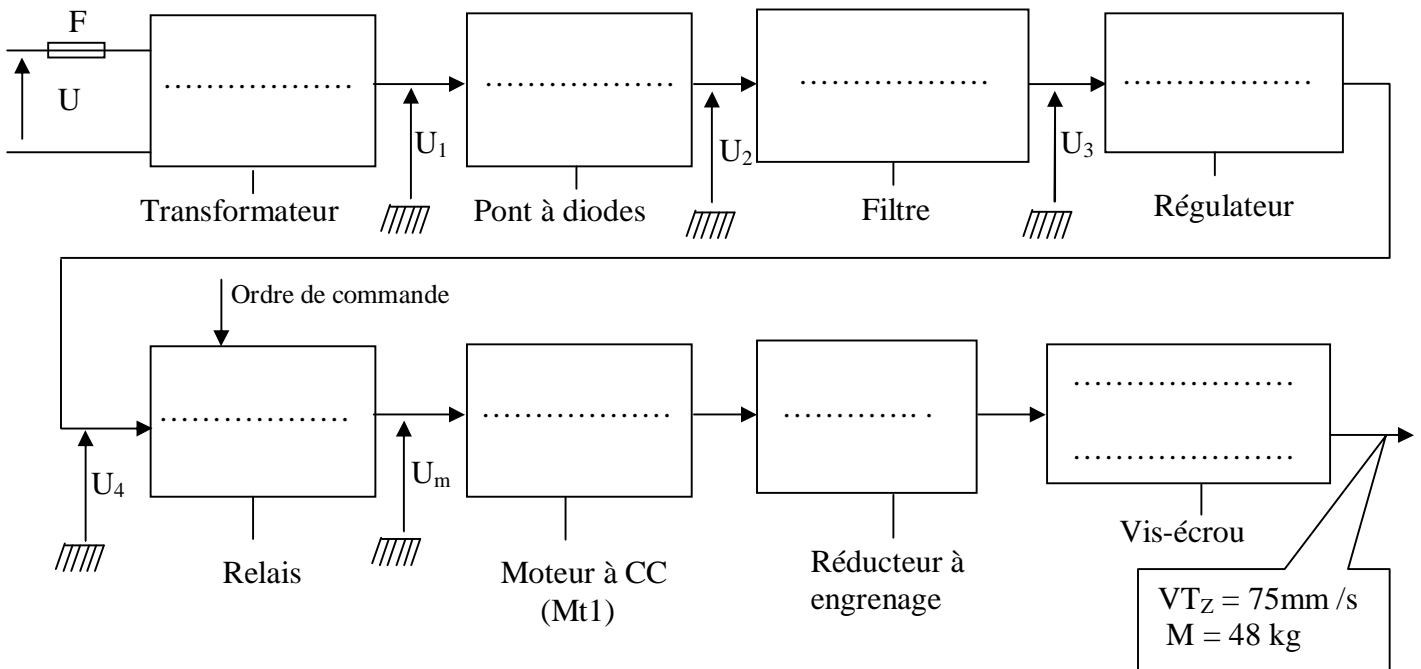 F
U
..................
U1
Transformateur
..................
U2
Pont à diodes
..................
U3
Filtre
..................
Régulateur
Ordre de commande
U4
..................
Um
Relais
..................
Moteur à CC
(Mt1)
............. .
Réducteur à
engrenage
.....................
.....................
Vis-écrou
VTZ = 75mm /s
M = 48 kg